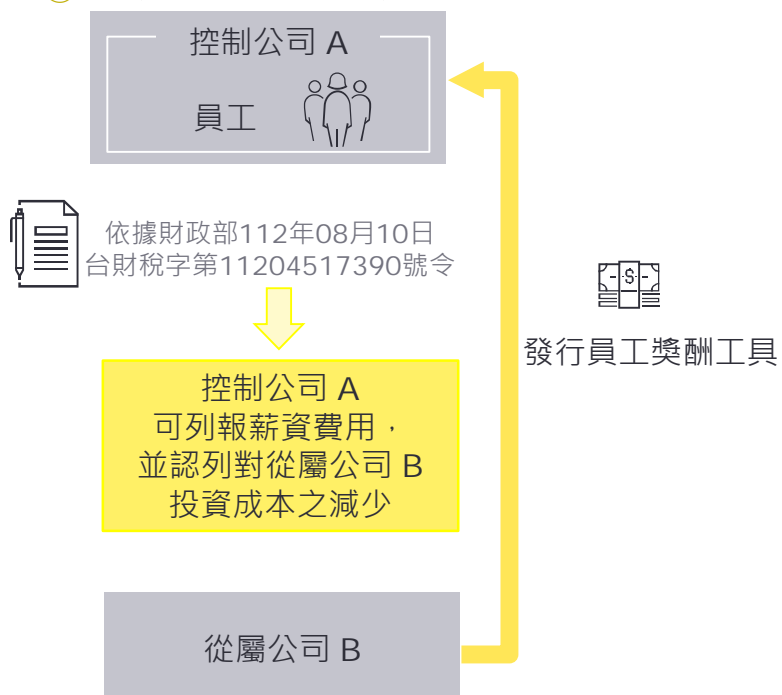 控制公司 A
員工
依據財政部112年08月10日
台財稅字第11204517390號令
$
發行員工獎酬工具
控制公司 A
可列報薪資費用，
並認列對從屬公司 B
投資成本之減少
從屬公司 B